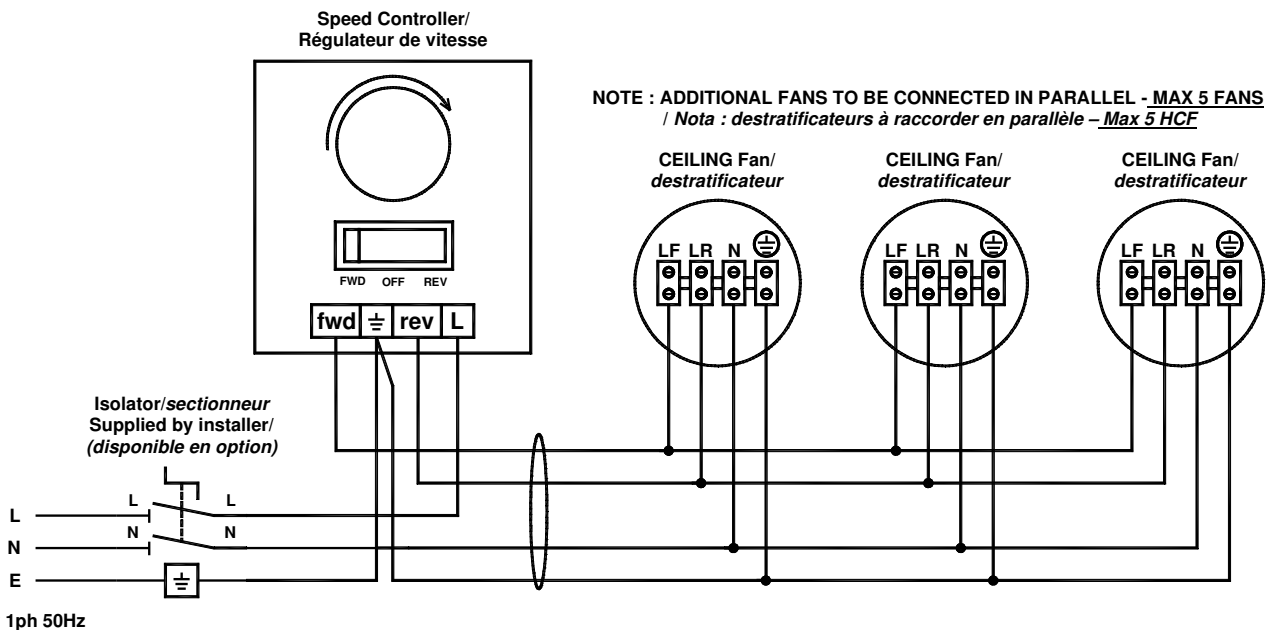 Speed Controller/
Régulateur de vitesse
NOTE : ADDITIONAL FANS TO BE CONNECTED IN PARALLEL - MAX 5 FANS
/ Nota : destratificateurs à raccorder en parallèle – Max 5 HCF
CEILING Fan/
destratificateur
CEILING Fan/
destratificateur
CEILING Fan/
destratificateur
LF LR N
LF LR N
LF LR N
FWD OFF REV
fwd rev L
Isolator/sectionneur
Supplied by installer/
(disponible en option)
L L L
N N N
E
1ph 50Hz